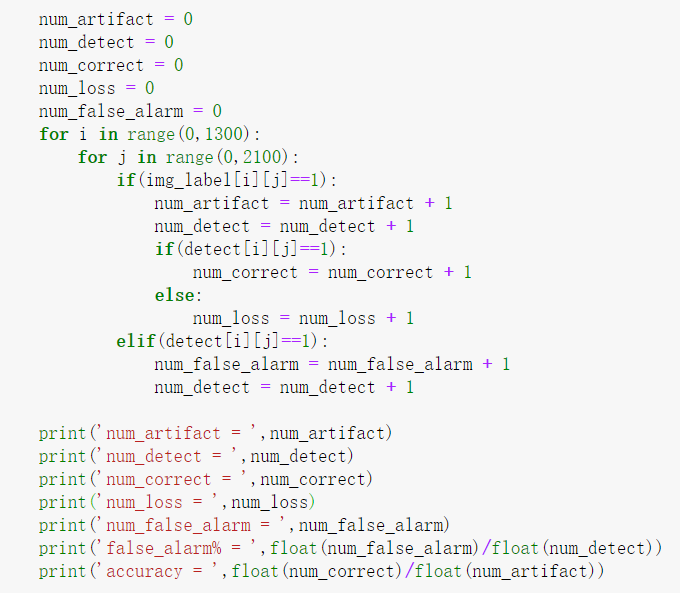 num_artifact = 0
num_detect = 0
num_correct = 0
num_loss = 0
num_false_alarm = 0
for i in range(0,1300):
    for j in range(0,2100):
        if(img_label[i][j]==1):
            num_artifact = num_artifact + 1
            num_detect = num_detect + 1
            if(detect[i][j]==1):
                num_correct = num_correct + 1
            else:
                num_loss = num_loss + 1
        elif(detect[i][j]==1):
            num_false_alarm = num_false_alarm + 1
            num_detect = num_detect + 1
print('num_artifact = ',num_artifact)
print('num_detect = ',num_detect)
print('num_correct = ',num_correct)
print('num_loss = ',num_loss)
print('num_false_alarm = ',num_false_alarm)
print('false_alarm% = ',float(num_false_alarm)/float(num_detect))
print('accuracy = ',float(num_correct)/float(num_artifact))